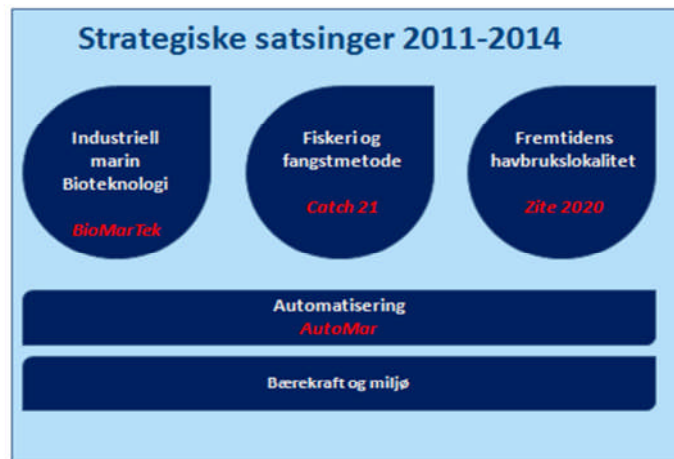 Strategiske satsinger 2011-2014
Industriell
marin
Bioteknologi
BioMarTek
Fiskeri og
fangstmetode
Catch 21
Fremtidens
havbrukslokalitet
Zite 2020
Automatisering
AutoMar
Bærekraft og miljø